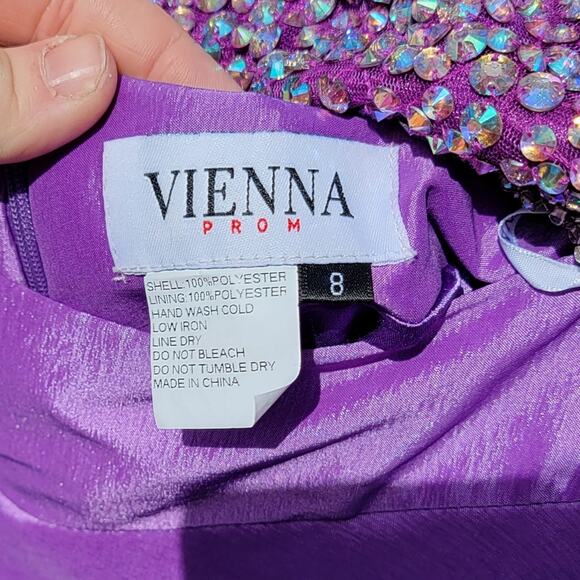 VIENNA
PROM
8
SHELL:100%POLYESTER
LINING:100%POLYESTER
HAND WASH COLD
LOW IRON
LINE DRY
DO NOT BLEACH
DO NOT TUMBLE DRY
MADE IN CHINA